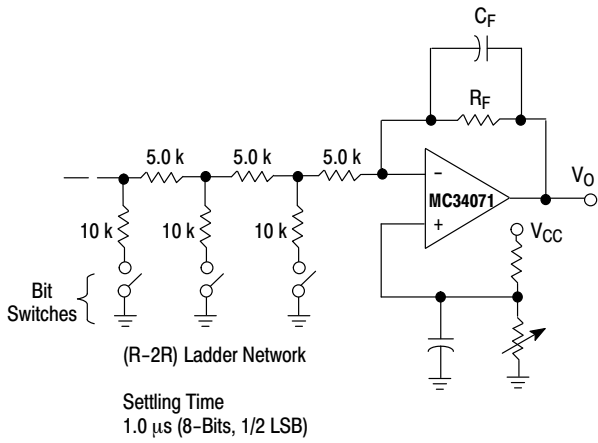 C_F
R_F
5.0 k
5.0 k
5.0 k
–
MC34071
+
V_O
V_CC
10 k
10 k
10 k
Bit
Switches
(R-2R) Ladder Network
Settling Time
1.0 μs (8-Bits, 1/2 LSB)